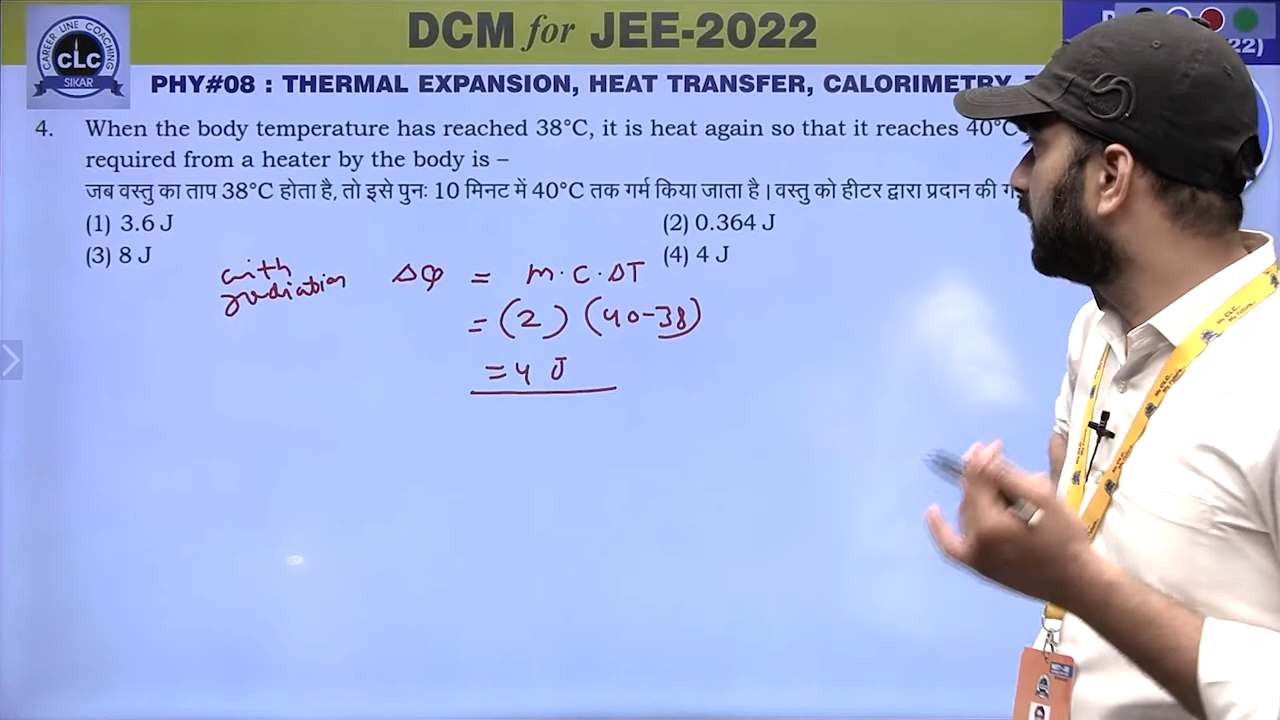 DCM for JEE-2022
CAREER LINE COACHING
CLC
SIKAR
22)
PHY#08 : THERMAL EXPANSION, HEAT TRANSFER, CALORIMETRY
4. When the body temperature has reached 38°C, it is heat again so that it reaches 40°C
required from a heater by the body is –
जब वस्तु का ताप 38°C होता है, तो इसे पुनः 10 मिनट में 40°C तक गर्म किया जाता है। वस्तु को हीटर द्वारा प्रदान की
(1) 3.6 J (2) 0.364 J
(3) 8 J (4) 4 J
with radiation Δφ = m·C·ΔT
= (2) (40-38)
= 4 J